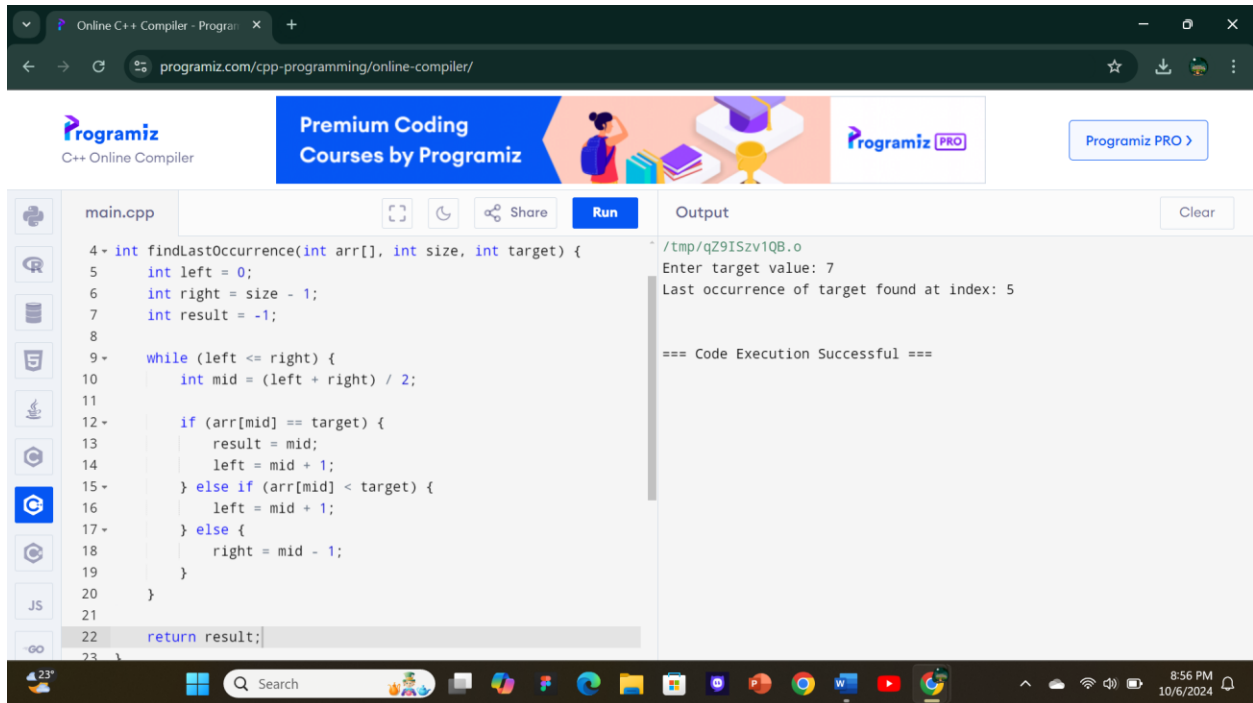 Online C++ Compiler - Progran
programiz.com/cpp-programming/online-compiler/
Programiz
C++ Online Compiler
Premium Coding
Courses by Programiz
Programiz PRO
Programiz PRO >
main.cpp
Share
Run
Output
Clear
4 int findLastOccurrence(int arr[], int size, int target) {
5     int left = 0;
6     int right = size - 1;
7     int result = -1;
8
9     while (left <= right) {
10         int mid = (left + right) / 2;
11
12         if (arr[mid] == target) {
13             result = mid;
14             left = mid + 1;
15         } else if (arr[mid] < target) {
16             left = mid + 1;
17         } else {
18             right = mid - 1;
19         }
20     }
21
22     return result;
23 }
/tmp/qZ9ISzv1QB.o
Enter target value: 7
Last occurrence of target found at index: 5
=== Code Execution Successful ===
R
5
C
C
C
JS
GO
23°
Search
8:56 PM
10/6/2024